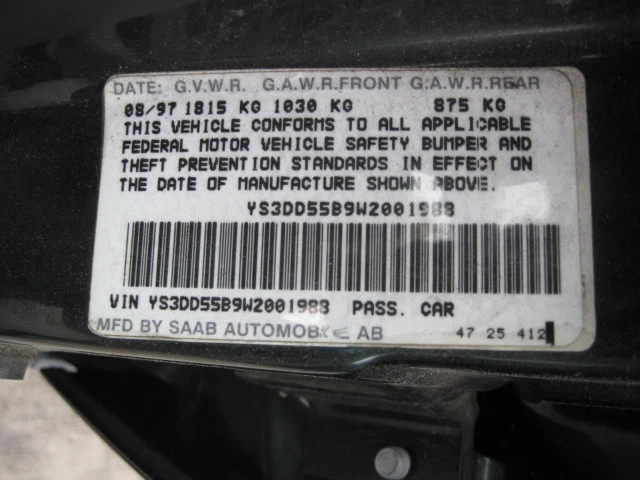 DATE: G.V.W.R. G.A.W.R.FRONT G.A.W.R.REAR
08/97 1815 KG 1030 KG 875 KG
THIS VEHICLE CONFORMS TO ALL APPLICABLE
FEDERAL MOTOR VEHICLE SAFETY BUMPER AND
THEFT PREVENTION STANDARDS IN EFFECT ON
THE DATE OF MANUFACTURE SHOWN ABOVE.
YS3DD55B9W2001983
VIN YS3DD55B9W2001983 PASS. CAR
MFD BY SAAB AUTOMOBILE AB 47 25 412